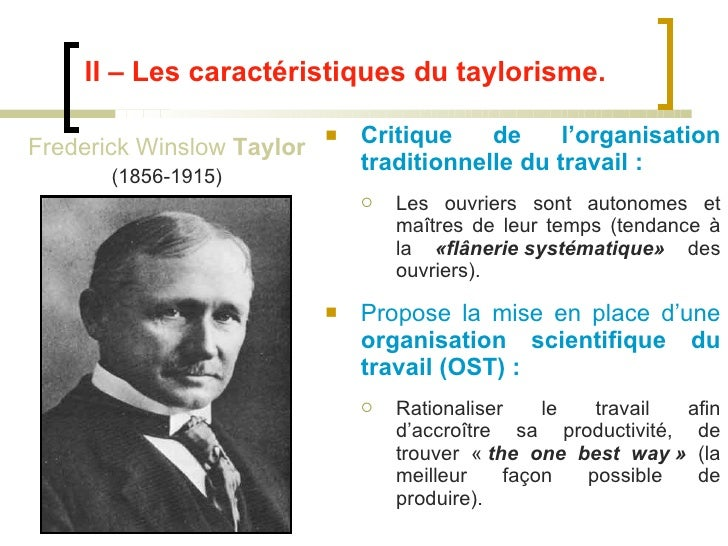 II – Les caractéristiques du taylorisme.
Frederick Winslow Taylor
(1856-1915)
Critique de l’organisation
traditionnelle du travail :
Les ouvriers sont autonomes et
maîtres de leur temps (tendance à
la «flânerie systématique» des
ouvriers).
Propose la mise en place d’une
organisation scientifique du
travail (OST) :
Rationaliser le travail afin
d’accroître sa productivité, de
trouver « the one best way » (la
meilleur façon possible de
produire).